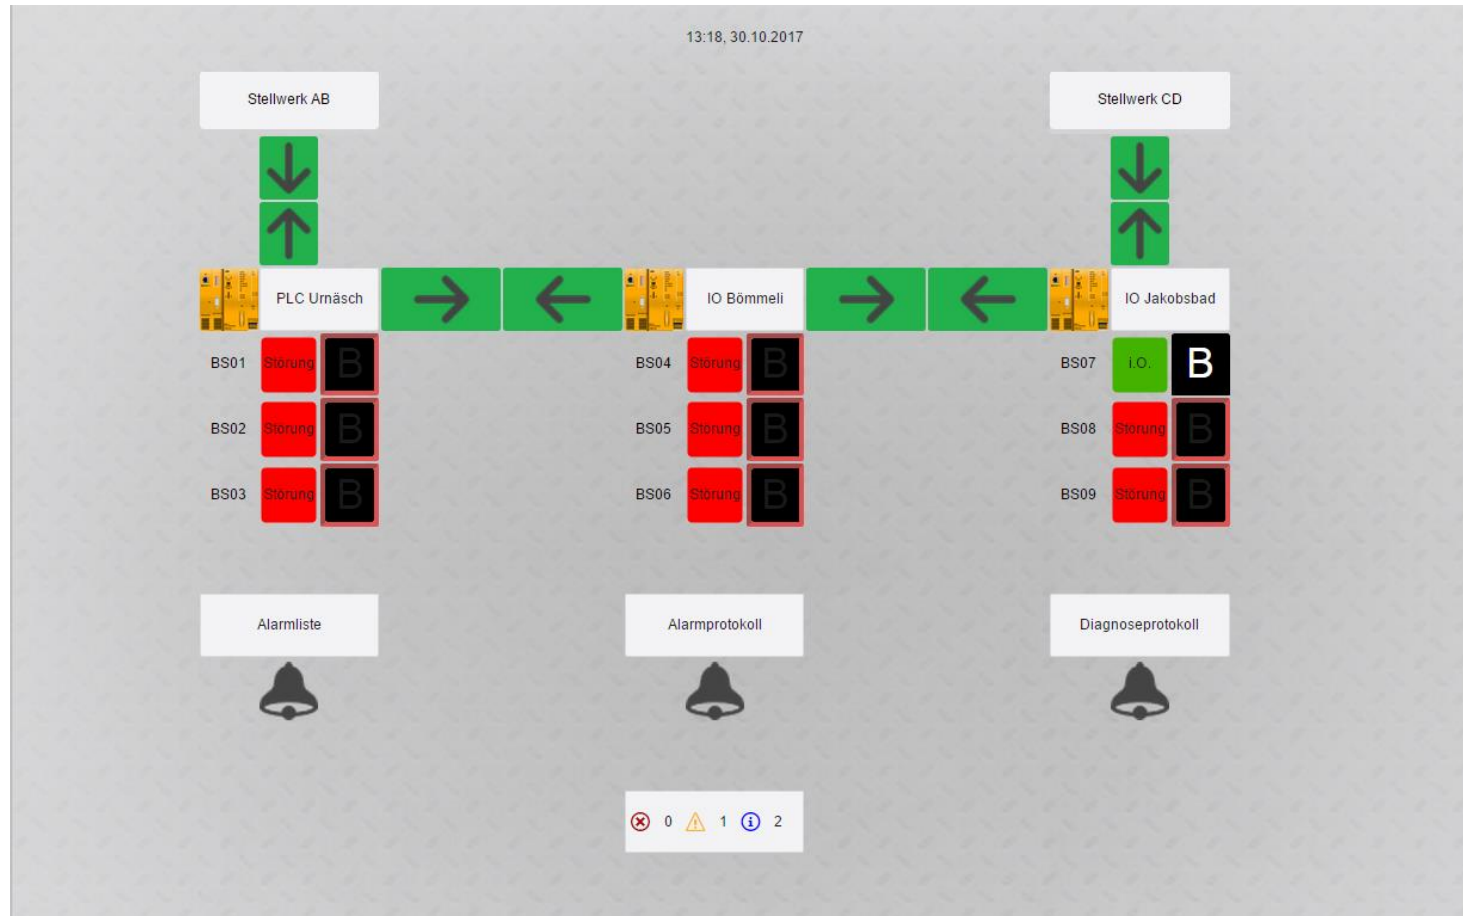 13:18, 30.10.2017
Stellwerk AB Stellwerk CD
PLC Urnäsch IO Bömmeli IO Jakobsbad
BS01 Störung B BS04 Störung B BS07 i.O. B
BS02 Störung B BS05 Störung B BS08 Störung B
BS03 Störung B BS06 Störung B BS09 Störung B
Alarmliste Alarmprotokoll Diagnoseprotokoll
0 1 2